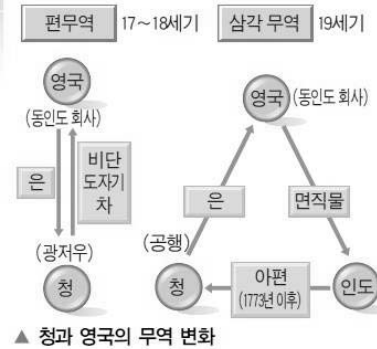 편무역 17~18세기
삼각 무역 19세기
영국
(동인도 회사)
은
비단
도자기
차
(광저우)
청
영국 (동인도 회사)
은
면직물
(공행)
청
아편
(1773년 이후)
인도
▲ 청과 영국의 무역 변화